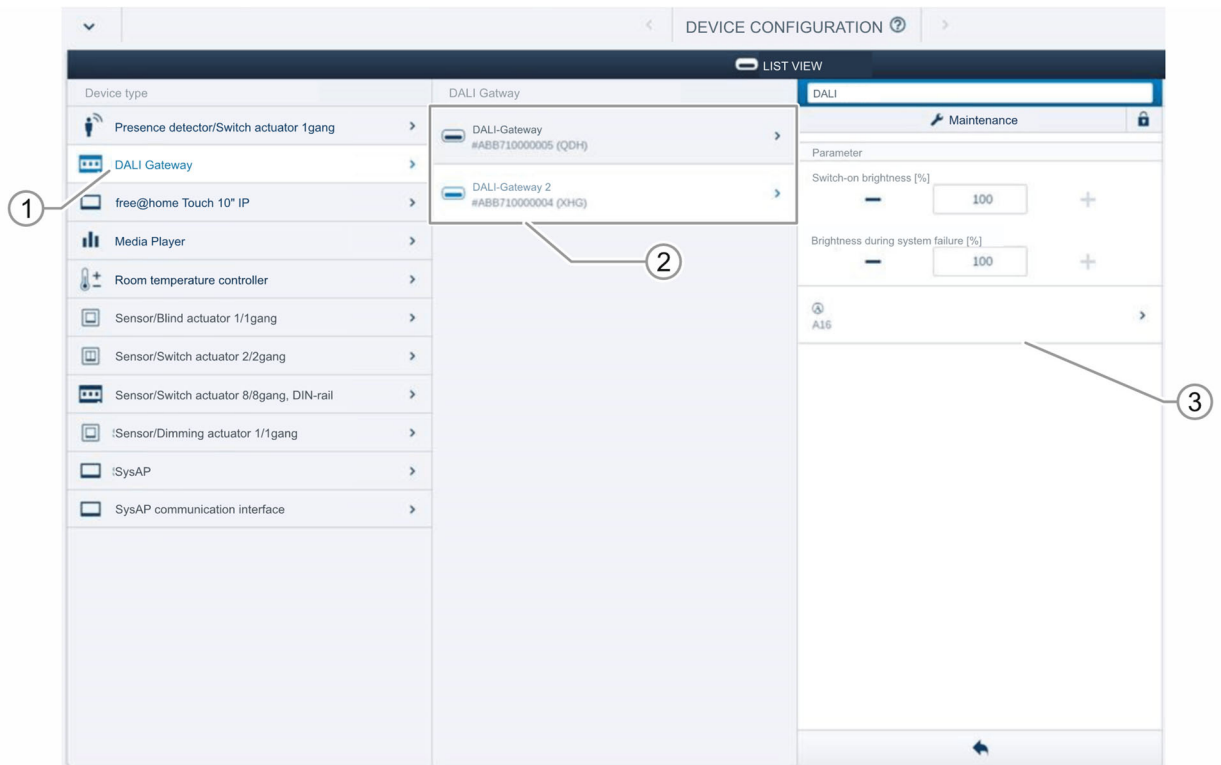 DEVICE CONFIGURATION ?
LIST VIEW
Device type
Presence detector/Switch actuator 1gang
DALI Gateway
free@home Touch 10" IP
Media Player
Room temperature controller
Sensor/Blind actuator 1/1gang
Sensor/Switch actuator 2/2gang
Sensor/Switch actuator 8/8gang, DIN-rail
Sensor/Dimming actuator 1/1gang
SysAP
SysAP communication interface
1
DALI Gatway
DALI-Gateway
#ABB710000005 (QDH)
DALI-Gateway 2
#ABB710000004 (XHG)
2
DALI
Maintenance
Parameter
Switch-on brightness [%]
100
Brightness during system failure [%]
100
A16
3